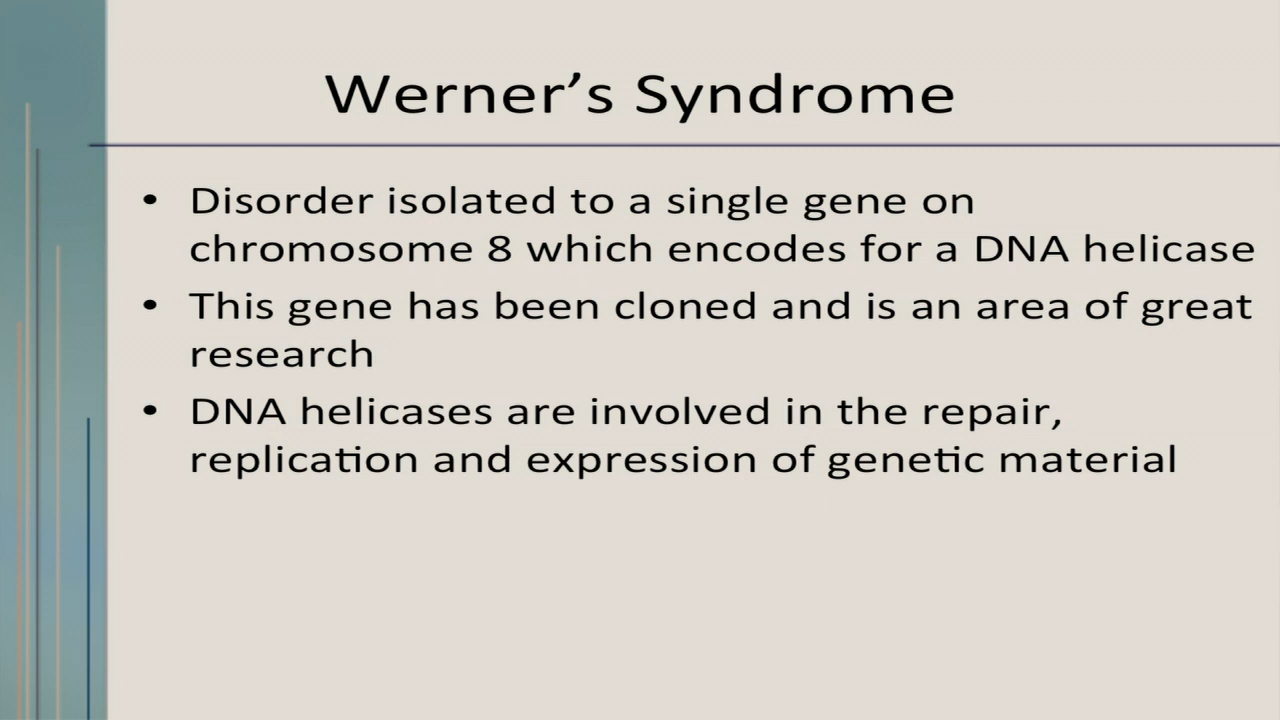 Werner’s Syndrome
• Disorder isolated to a single gene on
chromosome 8 which encodes for a DNA helicase
• This gene has been cloned and is an area of great
research
• DNA helicases are involved in the repair,
replication and expression of genetic material